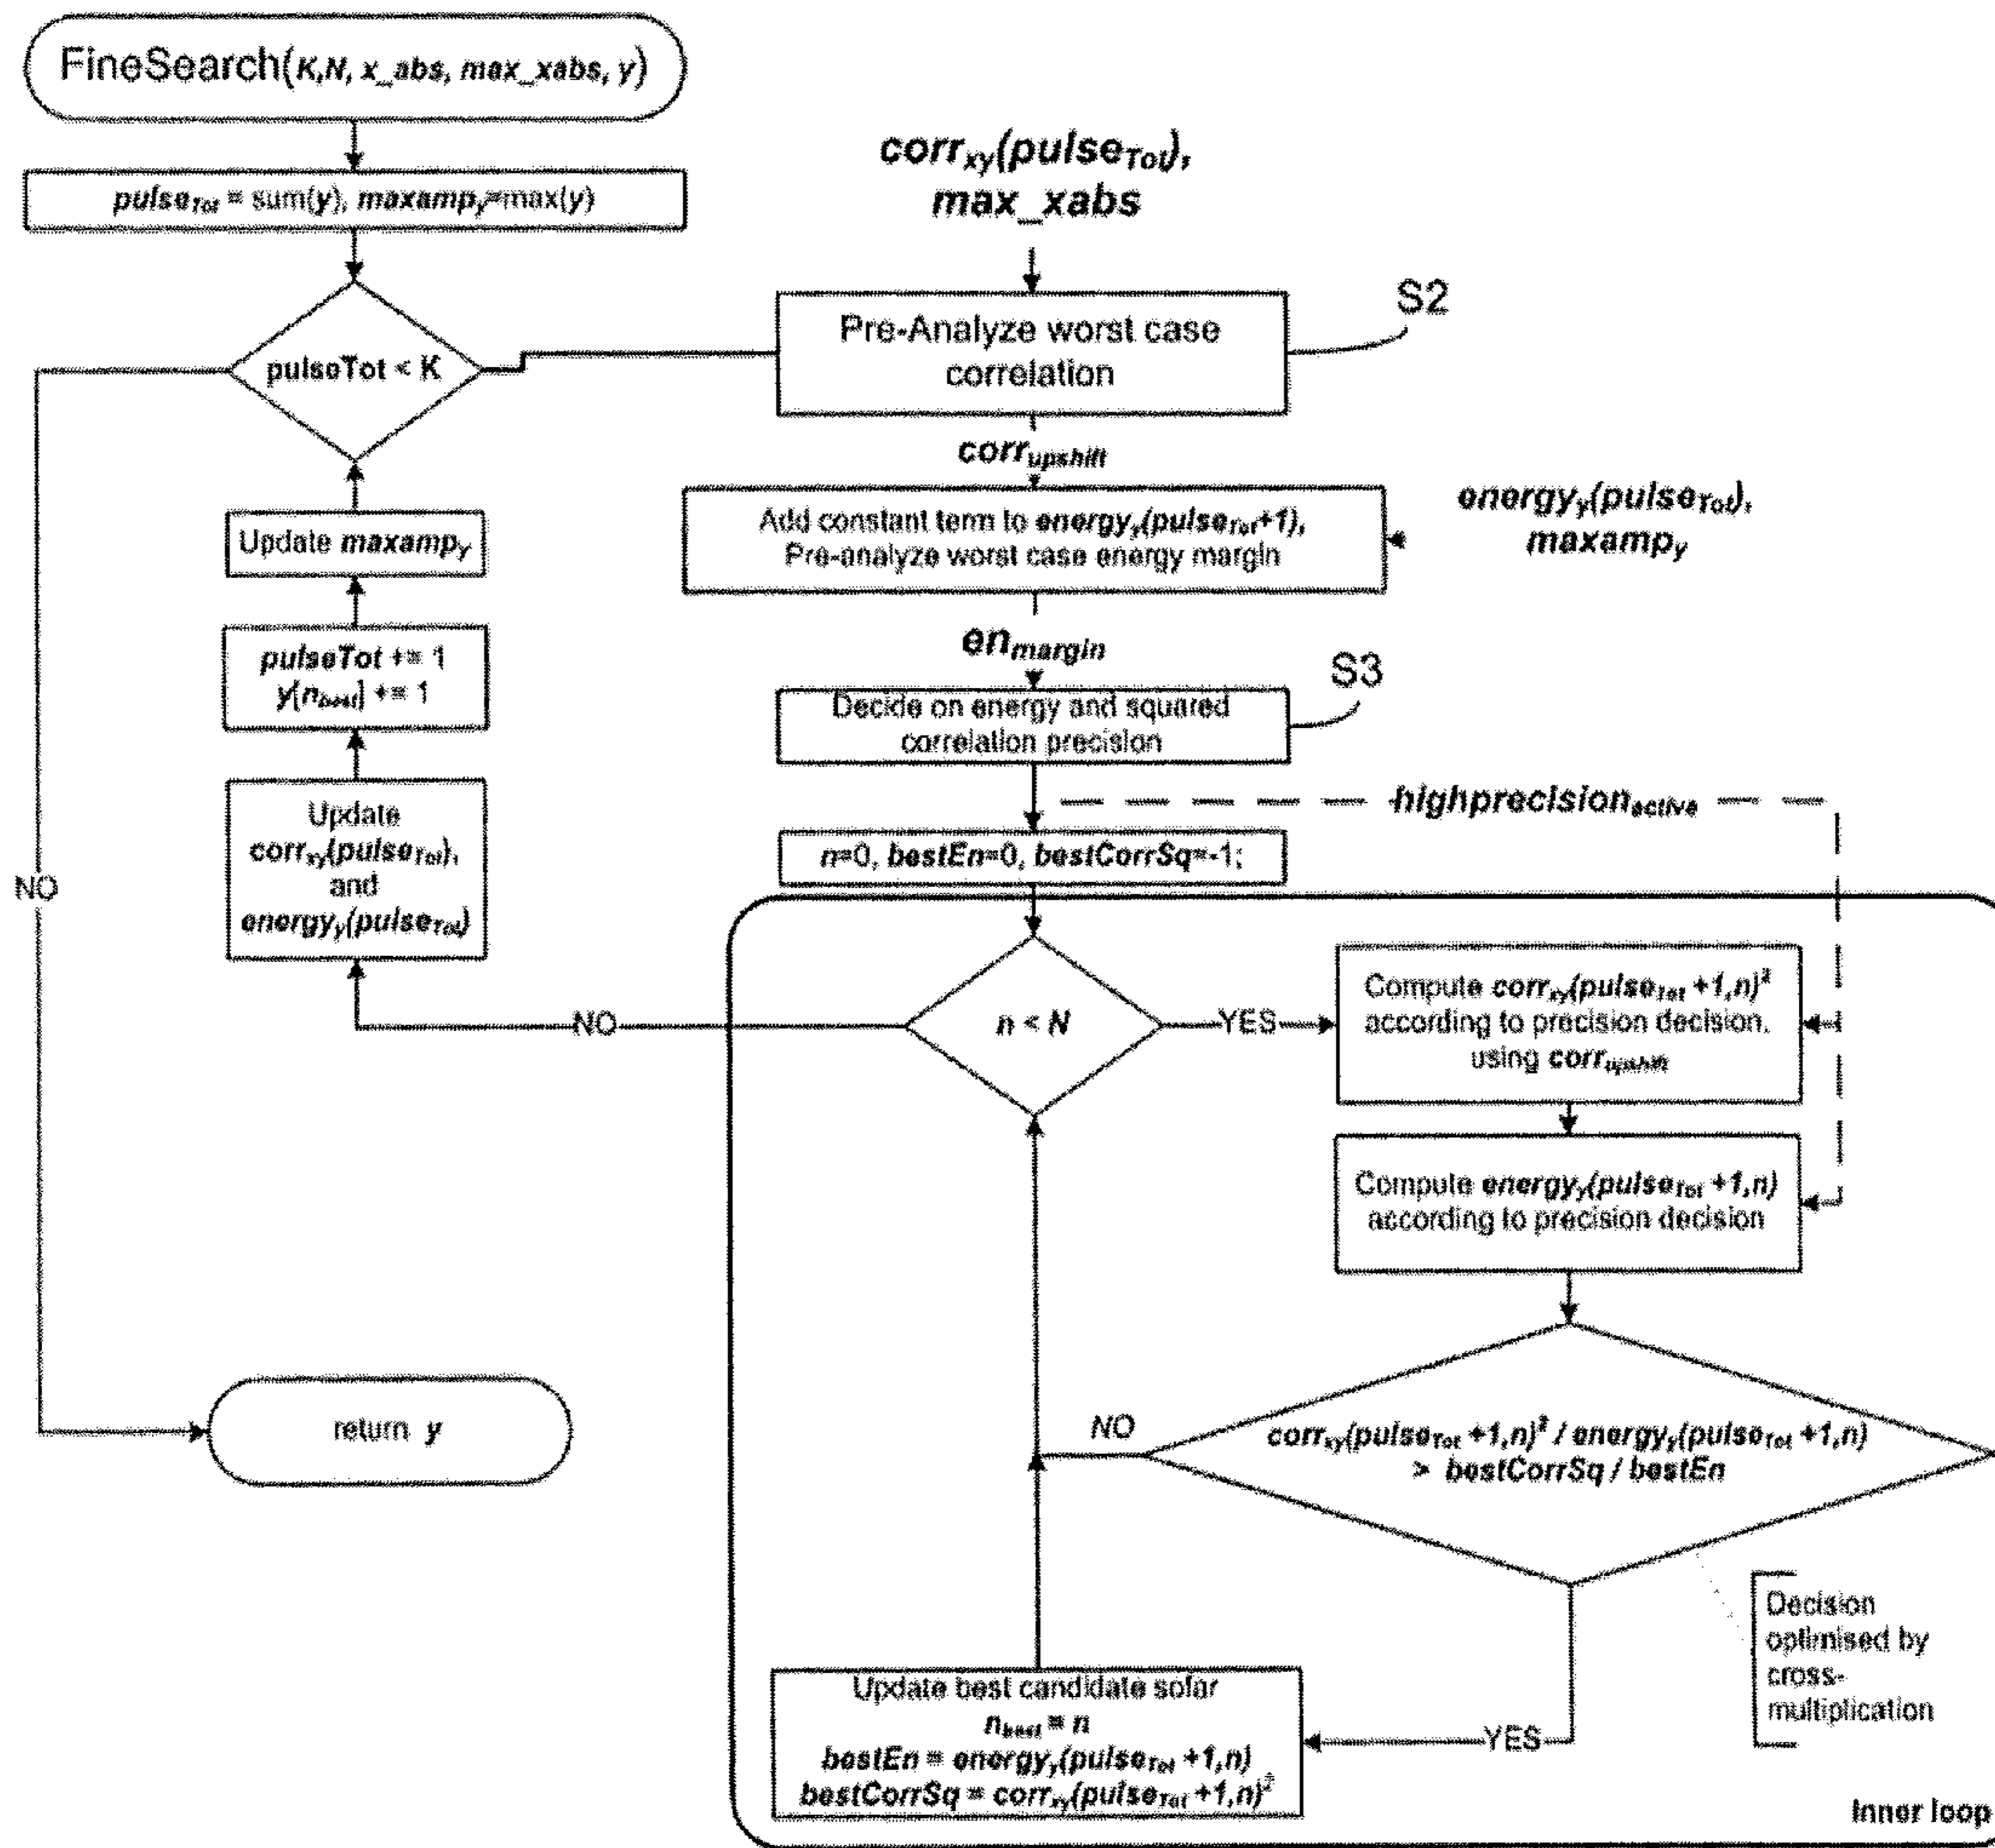 FineSearch(K,N, x_abs, max_xabs, y)
pulseTot = sum(y), maxampy=max(y)
pulseTot < K
corrxy(pulseTot),
max_xabs
Pre-Analyze worst case
correlation
S2
corrupshift
Add constant term to energyy(pulseTot+1),
Pre-analyze worst case energy margin
energyy(pulseTot),
maxampy
enmargin
Decide on energy and squared
correlation precision
S3
highprecisionactive
n=0, bestEn=0, bestCorrSq=-1;
Update maxampy
pulseTot += 1
y[nbest] += 1
Update
corrxy(pulseTot),
and
energyy(pulseTot)
NO
NO
n < N
YES
Compute corrxy(pulseTot +1,n)²
according to precision decision.
using corrupshift
Compute energyy(pulseTot +1,n)
according to precision decision
return y
NO
corrxy(pulseTot +1,n)² / energyy(pulseTot +1,n)
> bestCorrSq / bestEn
Decision
optimised by
cross-
multiplication
YES
Update best candidate sofar
nbest = n
bestEn = energyy(pulseTot +1,n)
bestCorrSq = corrxy(pulseTot +1,n)²
Inner loop